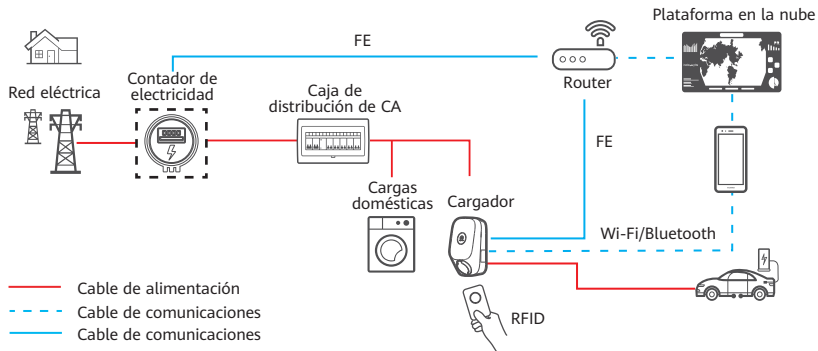 Plataforma en la nube
FE
Router
Contador de
electricidad
Red eléctrica
Caja de
distribución de CA
FE
Cargas
domésticas
Cargador
Wi-Fi/Bluetooth
RFID
Cable de alimentación
Cable de comunicaciones
Cable de comunicaciones